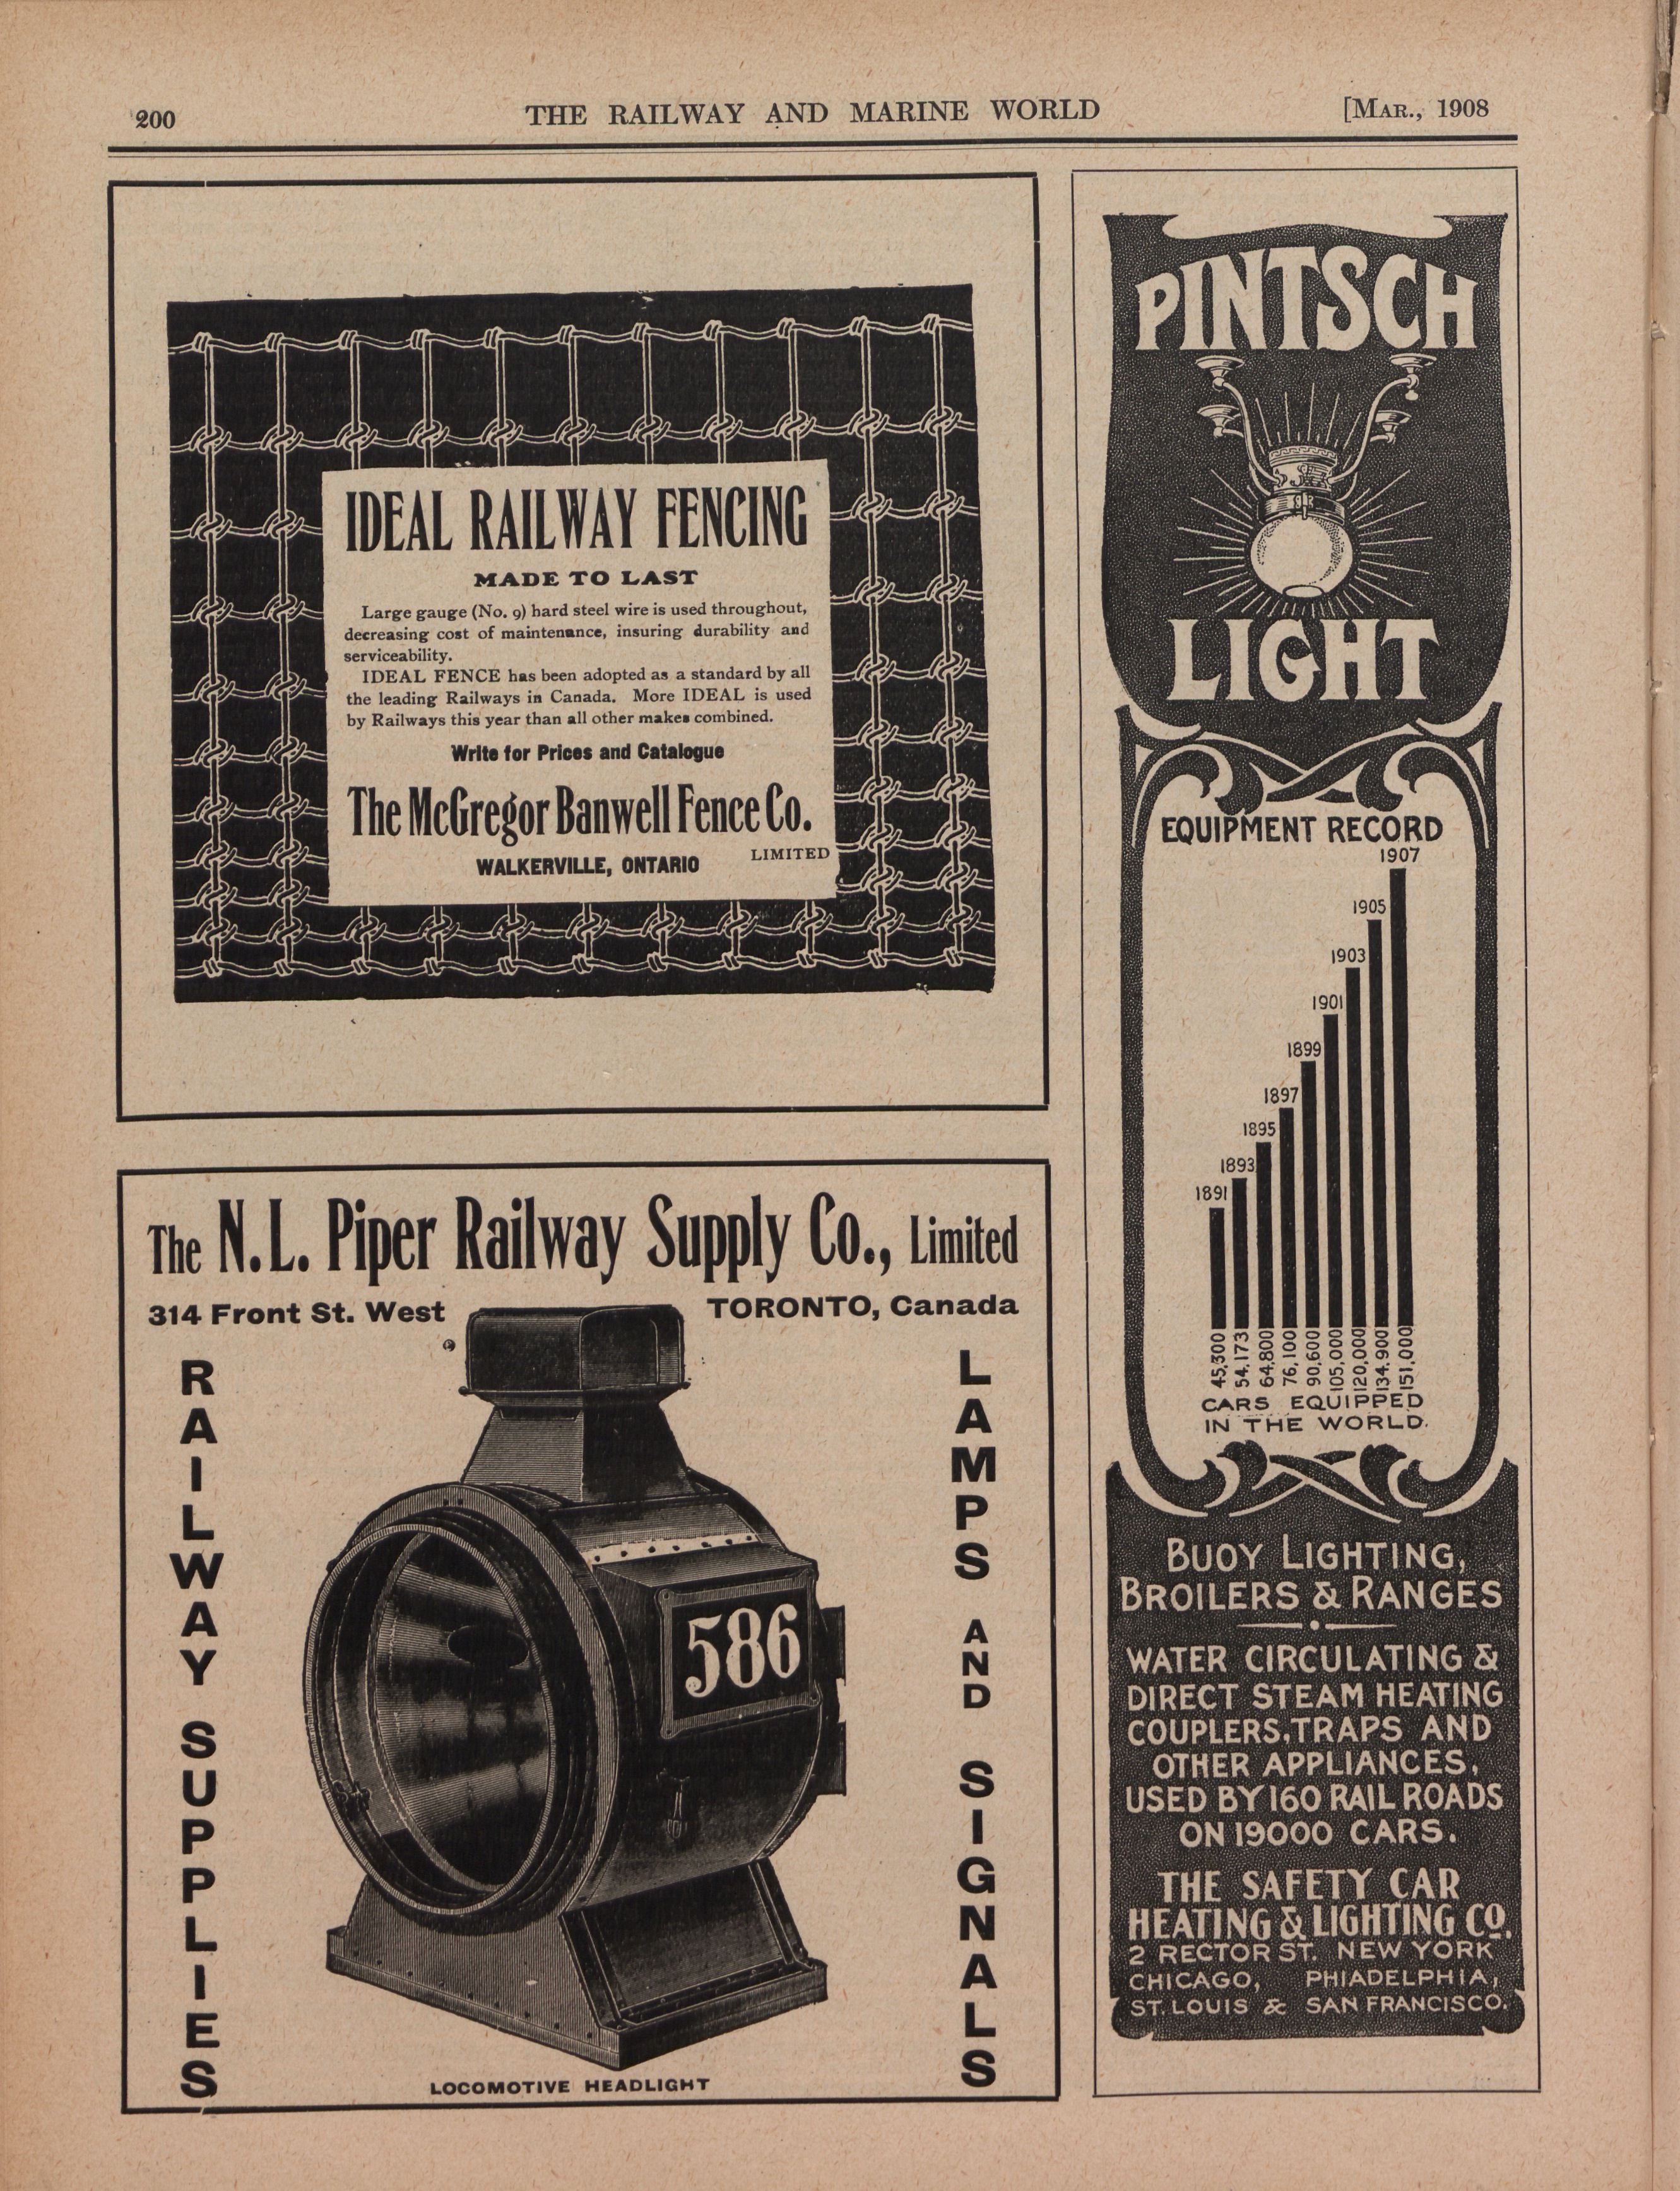 200
THE RAILWAY AND MARINE WORLD
[MAR., 1908
IDEAL RAILWAY FENCING
MADE TO LAST
Large gauge (No. 9) hard steel wire is used throughout,
decreasing cost of maintenance, insuring durability and
serviceability.
IDEAL FENCE has been adopted as a standard by all
the leading Railways in Canada. More IDEAL is used
by Railways this year than all other makes combined.
Write for Prices and Catalogue
The McGregor Banwell Fence Co.
LIMITED
WALKERVILLE, ONTARIO
The N.L. Piper Railway Supply Co., Limited
314 Front St. West
TORONTO, Canada
RAILWAY SUPPLIES
586
LAMPS AND SIGNALS
LOCOMOTIVE HEADLIGHT
PINTSCH
LIGHT
EQUIPMENT RECORD
1907
1905
1903
1901
1899
1897
1895
1893
1891
45,300
54,173
64,800
76,100
90,600
105,000
120,000
134,900
151,000
CARS EQUIPPED
IN THE WORLD.
BUOY LIGHTING,
BROILERS & RANGES
WATER CIRCULATING &
DIRECT STEAM HEATING
COUPLERS, TRAPS AND
OTHER APPLIANCES.
USED BY 160 RAIL ROADS
ON 19000 CARS.
THE SAFETY CAR
HEATING & LIGHTING CO.
2 RECTOR ST. NEW YORK
CHICAGO, PHIADELPHIA,
ST. LOUIS & SAN FRANCISCO.